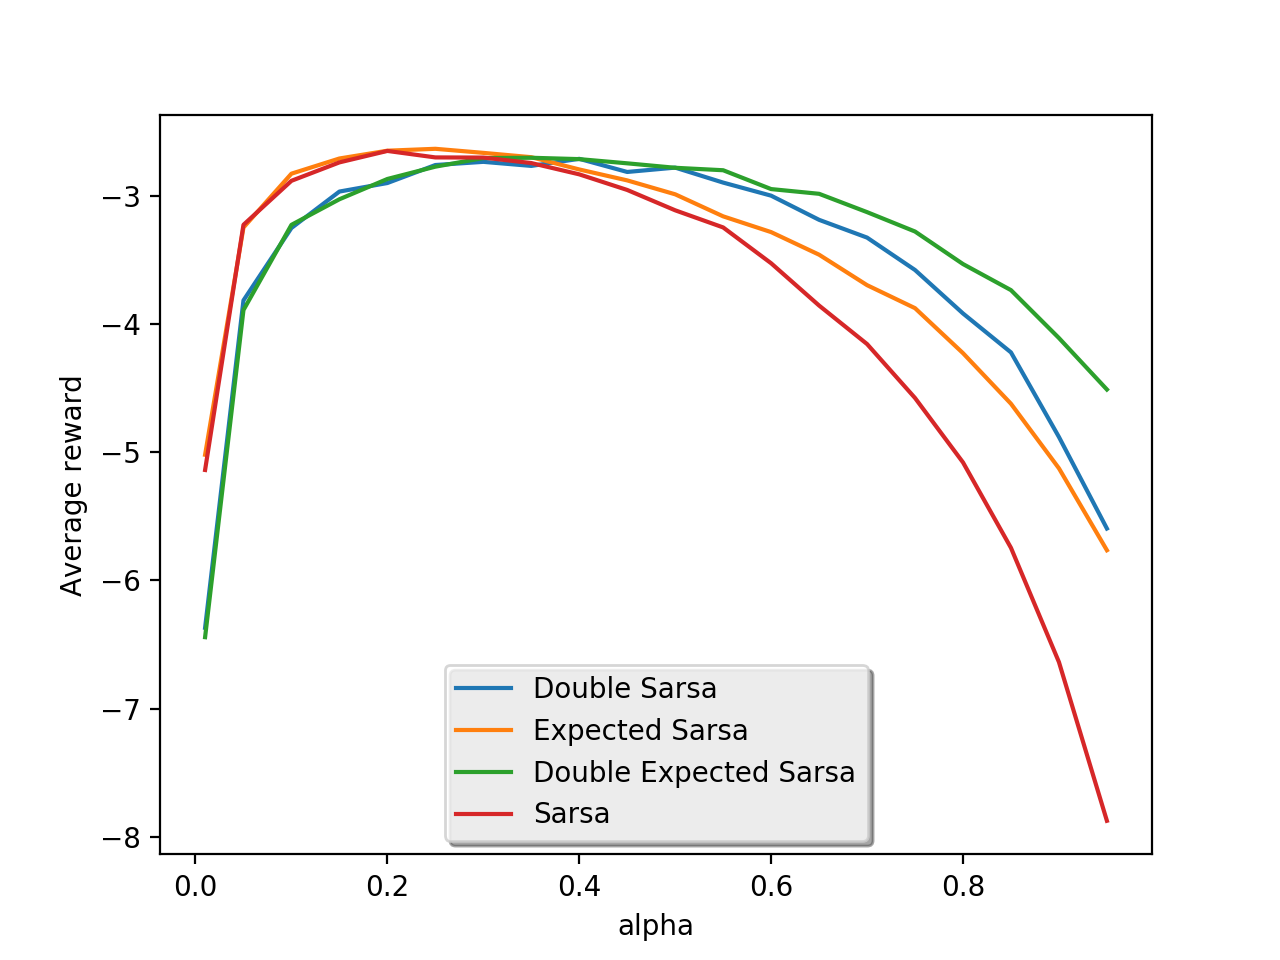 −3
−4
−5
−6
−7
−8
Average reward
Double Sarsa
Expected Sarsa
Double Expected Sarsa
Sarsa
0.0 0.2 0.4 0.6 0.8
alpha